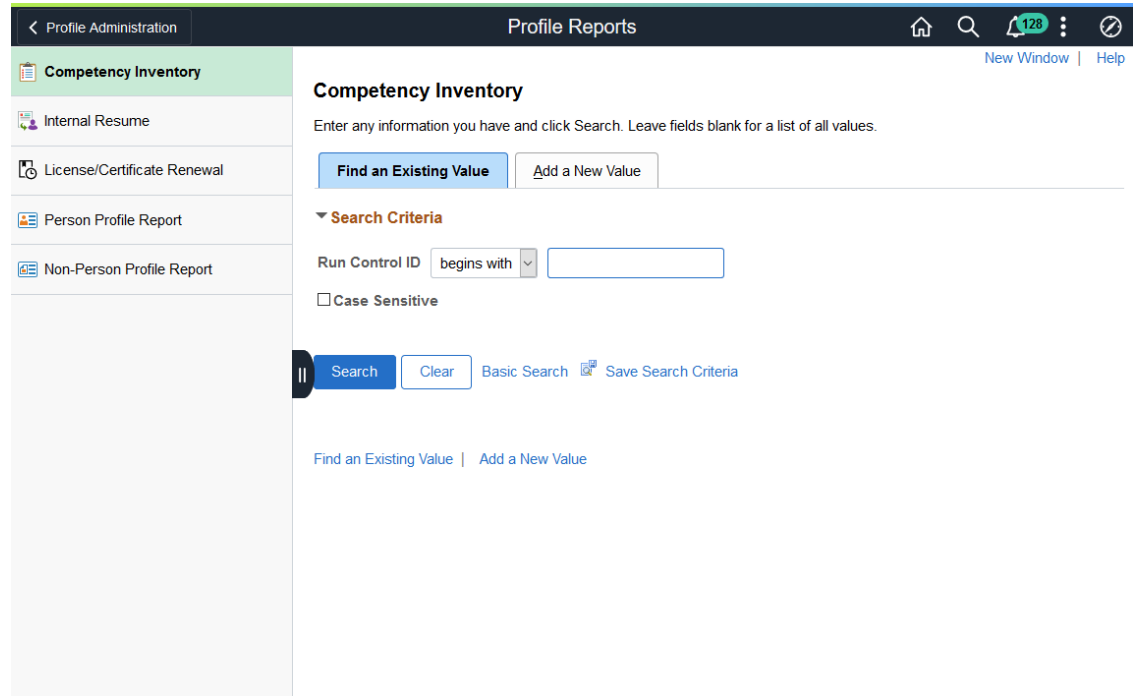 Profile Administration
Profile Reports
128
New Window | Help
Competency Inventory
Internal Resume
License/Certificate Renewal
Person Profile Report
Non-Person Profile Report
Competency Inventory
Enter any information you have and click Search. Leave fields blank for a list of all values.
Find an Existing Value
Add a New Value
Search Criteria
Run Control ID begins with
Case Sensitive
Search Clear Basic Search Save Search Criteria
Find an Existing Value | Add a New Value